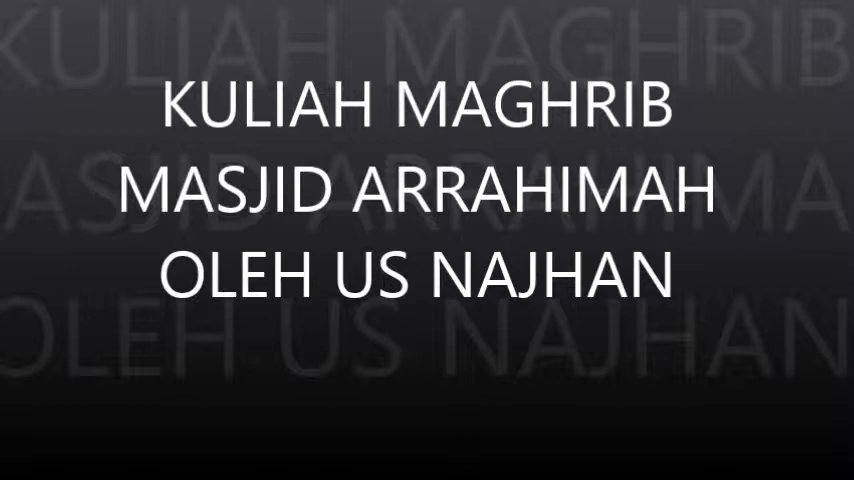 KULIAH MAGHRIB
MASJID ARRAHIMAH
OLEH US NAJHAN